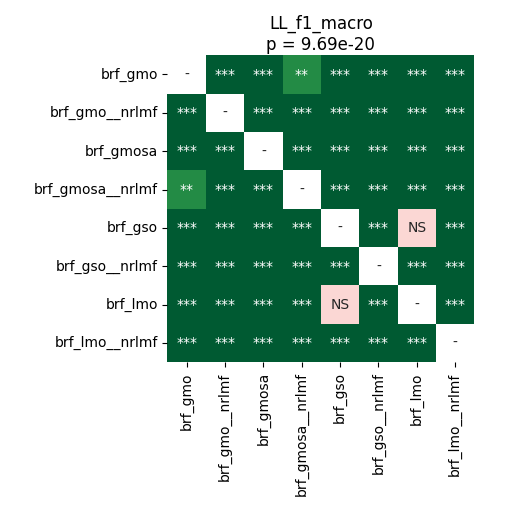 LL_f1_macro
p = 9.69e-20
brf_gmo - *** *** ** *** *** *** ***
brf_gmo__nrlmf *** - *** *** *** *** *** ***
brf_gmosa *** *** - *** *** *** *** ***
brf_gmosa__nrlmf ** *** *** - *** *** *** ***
brf_gso *** *** *** *** - *** NS ***
brf_gso__nrlmf *** *** *** *** *** - *** ***
brf_lmo *** *** *** *** NS *** - ***
brf_lmo__nrlmf *** *** *** *** *** *** *** -
brf_gmo
brf_gmo__nrlmf
brf_gmosa
brf_gmosa__nrlmf
brf_gso
brf_gso__nrlmf
brf_lmo
brf_lmo__nrlmf